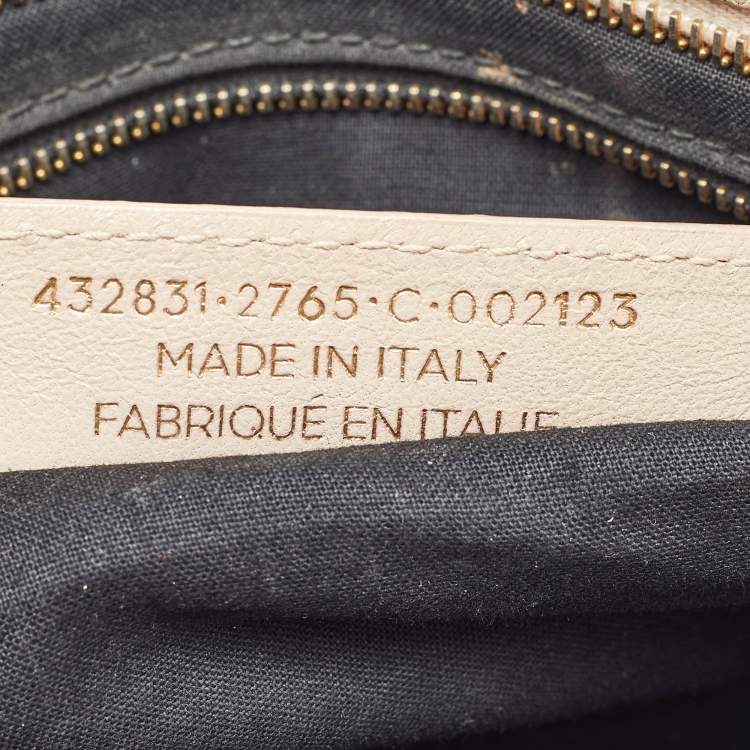 432831·2765·C·002123
MADE IN ITALY
FABRIQUÉ EN ITALIE